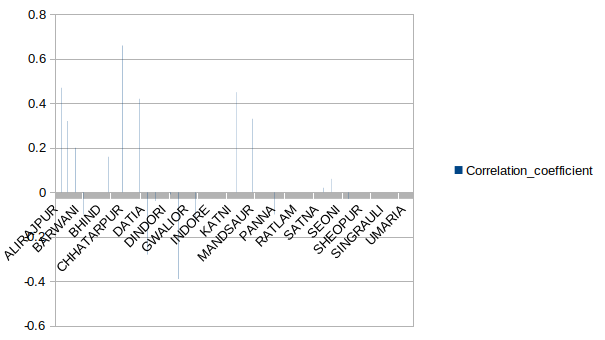 0.8
0.6
0.4
0.2
0
-0.2
-0.4
-0.6
ALIRAJPUR
BARWANI
BHIND
CHHATARPUR
DATIA
DINDORI
GWALIOR
INDORE
KATNI
MANDSAUR
PANNA
RATLAM
SATNA
SEONI
SHEOPUR
SINGRAULI
UMARIA
Correlation_coefficient